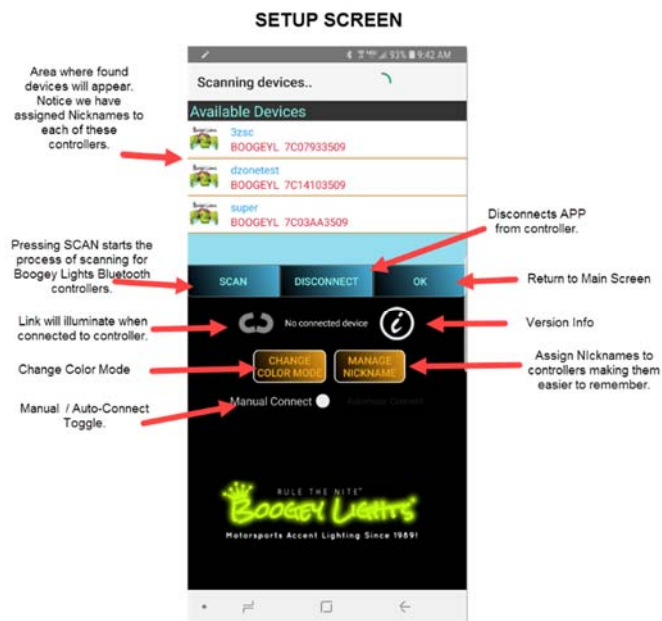 SETUP SCREEN
93% 9:42 AM
Scanning devices..
Available Devices
3zsc
BOOGEYL 7C07933509
dzonetest
BOOGEYL 7C14103509
super
BOOGEYL 7C03AA3509
SCAN DISCONNECT OK
No connected device
CHANGE
COLOR MODE
MANAGE
NICKNAME
Manual Connect Automatic Connect
RULE THE NITE
BOOGEY LIGHTS
Motorsports Accent Lighting Since 1989!
Area where found
devices will appear.
Notice we have
assigned Nicknames to
each of these
controllers.
Pressing SCAN starts the
process of scanning for
Boogey Lights Bluetooth
controllers.
Link will illuminate when
connected to controller.
Change Color Mode
Manual / Auto-Connect
Toggle.
Disconnects APP
from controller.
Return to Main Screen
Version Info
Assign NIcknames to
controllers making them
easier to remember.